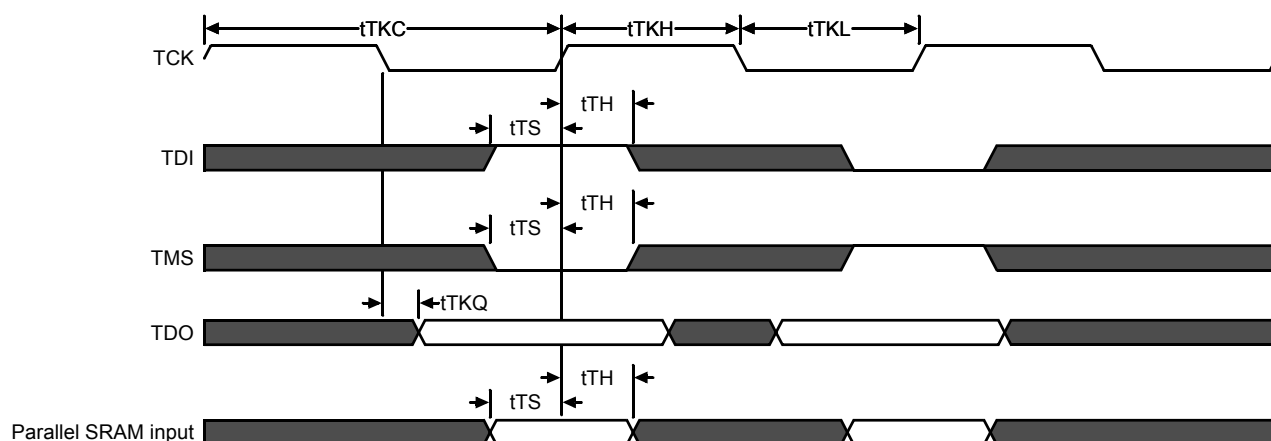 tTKC tTKH tTKL
TCK
tTH
tTS
TDI
tTH
tTS
TMS
tTKQ
TDO
tTH
tTS
Parallel SRAM input